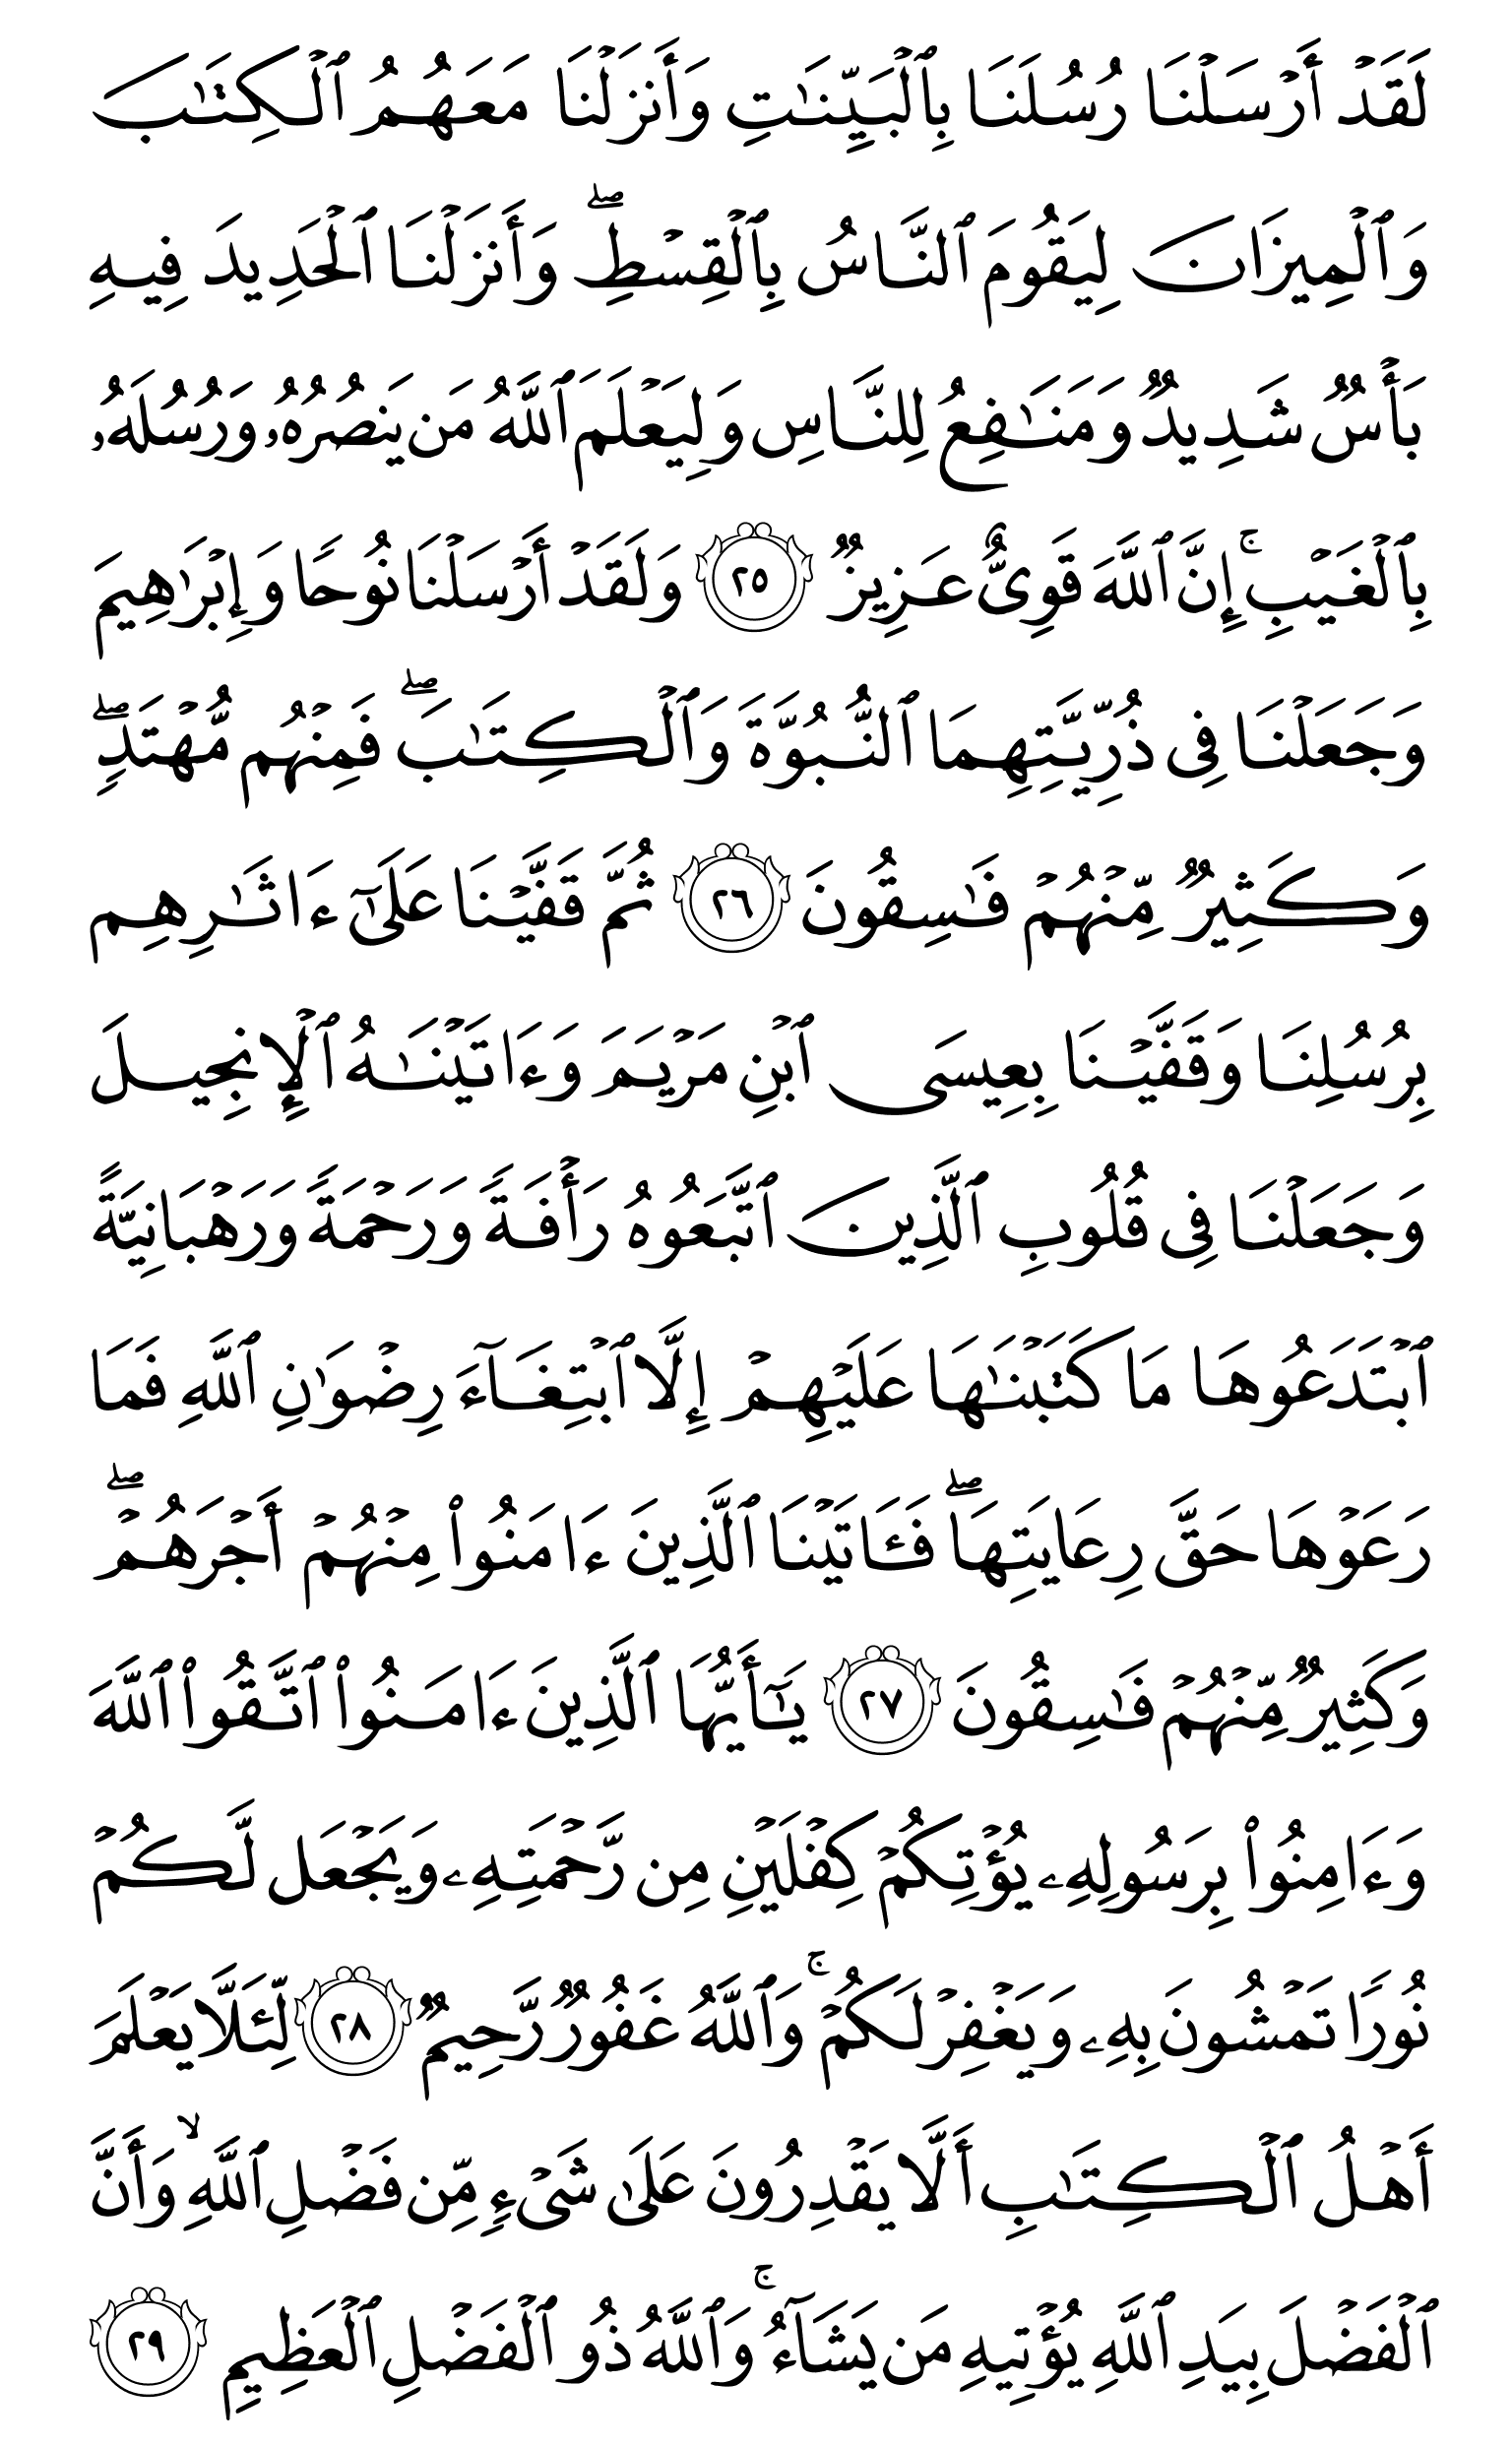 لَقَدۡ أَرۡسَلۡنَا رُسُلَنَا بِٱلۡبَيِّنَٰتِ وَأَنزَلۡنَا مَعَهُمُ ٱلۡكِتَٰبَ
وَٱلۡمِيزَانَ لِيَقُومَ ٱلنَّاسُ بِٱلۡقِسۡطِۖ وَأَنزَلۡنَا ٱلۡحَدِيدَ فِيهِ
بَأۡسٞ شَدِيدٞ وَمَنَٰفِعُ لِلنَّاسِ وَلِيَعۡلَمَ ٱللَّهُ مَن يَنصُرُهُۥ وَرُسُلَهُۥ
بِٱلۡغَيۡبِۚ إِنَّ ٱللَّهَ قَوِيٌّ عَزِيزٞ ٢٥ وَلَقَدۡ أَرۡسَلۡنَا نُوحٗا وَإِبۡرَٰهِيمَ
وَجَعَلۡنَا فِي ذُرِّيَّتِهِمَا ٱلنُّبُوَّةَ وَٱلۡكِتَٰبَۖ فَمِنۡهُم مُّهۡتَدٖۖ
وَكَثِيرٞ مِّنۡهُمۡ فَٰسِقُونَ ٢٦ ثُمَّ قَفَّيۡنَا عَلَىٰٓ ءَاثَٰرِهِم
بِرُسُلِنَا وَقَفَّيۡنَا بِعِيسَى ٱبۡنِ مَرۡيَمَ وَءَاتَيۡنَٰهُ ٱلۡإِنجِيلَ
وَجَعَلۡنَا فِي قُلُوبِ ٱلَّذِينَ ٱتَّبَعُوهُ رَأۡفَةٗ وَرَحۡمَةٗ وَرَهۡبَانِيَّةً
ٱبۡتَدَعُوهَا مَا كَتَبۡنَٰهَا عَلَيۡهِمۡ إِلَّا ٱبۡتِغَآءَ رِضۡوَٰنِ ٱللَّهِ فَمَا
رَعَوۡهَا حَقَّ رِعَايَتِهَاۖ فَـَٔاتَيۡنَا ٱلَّذِينَ ءَامَنُواْ مِنۡهُمۡ أَجۡرَهُمۡۖ
وَكَثِيرٞ مِّنۡهُمۡ فَٰسِقُونَ ٢٧ يَٰٓأَيُّهَا ٱلَّذِينَ ءَامَنُواْ ٱتَّقُواْ ٱللَّهَ
وَءَامِنُواْ بِرَسُولِهِۦ يُؤۡتِكُمۡ كِفۡلَيۡنِ مِن رَّحۡمَتِهِۦ وَيَجۡعَل لَّكُمۡ
نُورٗا تَمۡشُونَ بِهِۦ وَيَغۡفِرۡ لَكُمۡۚ وَٱللَّهُ غَفُورٞ رَّحِيمٞ ٢٨ لِّئَلَّا يَعۡلَمَ
أَهۡلُ ٱلۡكِتَٰبِ أَلَّا يَقۡدِرُونَ عَلَىٰ شَيۡءٖ مِّن فَضۡلِ ٱللَّهِۙ وَأَنَّ
ٱلۡفَضۡلَ بِيَدِ ٱللَّهِ يُؤۡتِيهِ مَن يَشَآءُۚ وَٱللَّهُ ذُو ٱلۡفَضۡلِ ٱلۡعَظِيمِ ٢٩